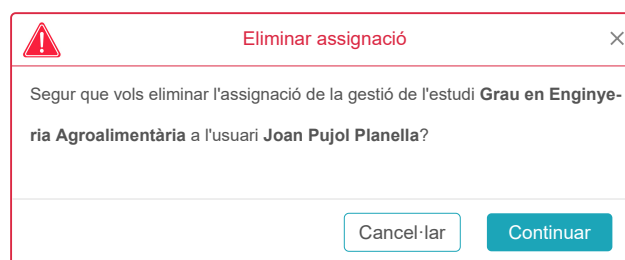 Eliminar assignació
Segur que vols eliminar l'assignació de la gestió de l'estudi Grau en Enginye-
ria Agroalimentària a l'usuari Joan Pujol Planella?
Cancel·lar
Continuar